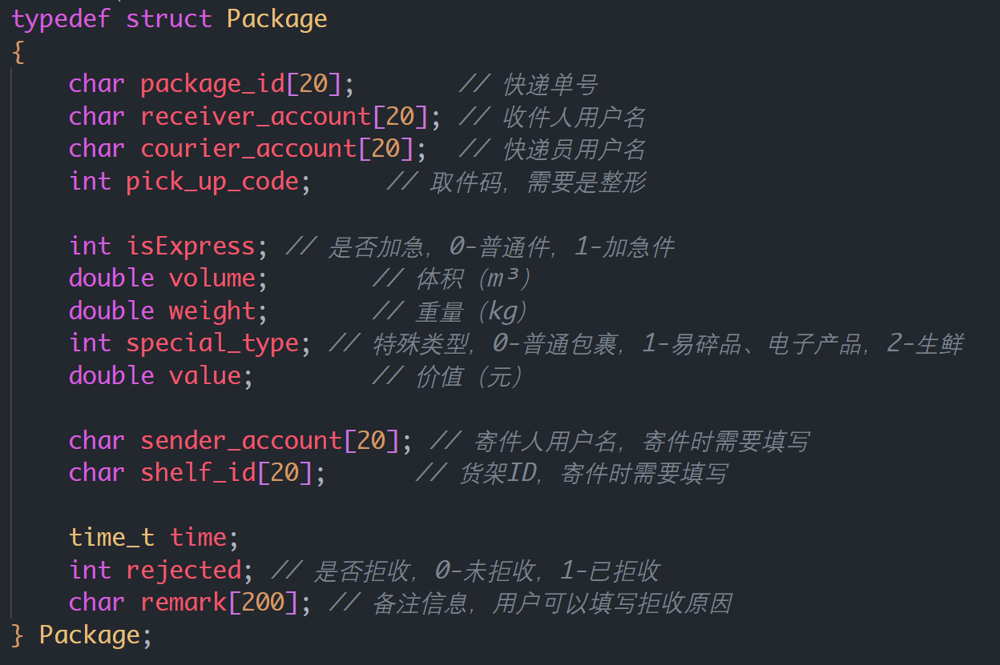 typedef struct Package
{
char package_id[20]; // 快递单号
char receiver_account[20]; // 收件人用户名
char courier_account[20]; // 快递员用户名
int pick_up_code; // 取件码，需要是整形
int isExpress; // 是否加急，0-普通件，1-加急件
double volume; // 体积（m³）
double weight; // 重量（kg）
int special_type; // 特殊类型，0-普通包裹，1-易碎品、电子产品，2-生鲜
double value; // 价值（元）
char sender_account[20]; // 寄件人用户名，寄件时需要填写
char shelf_id[20]; // 货架ID，寄件时需要填写
time_t time;
int rejected; // 是否拒收，0-未拒收，1-已拒收
char remark[200]; // 备注信息，用户可以填写拒收原因
} Package;